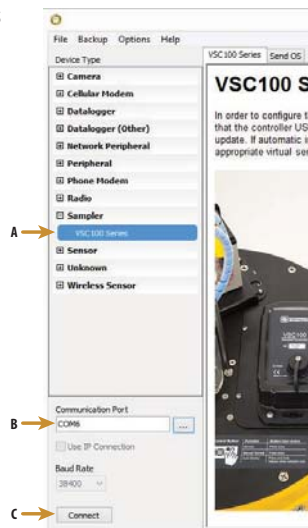 File Backup Options Help
Device Type
Camera
Cellular Modem
Datalogger
Datalogger (Other)
Network Peripheral
Peripheral
Phone Modem
Radio
Sampler
A
VSC100 Series
Sensor
Unknown
Wireless Sensor
Communication Port
B
COM6
...
Use IP Connection
Baud Rate
38400
C
Connect
VSC100 Series Send OS
VSC100 S
In order to configure t
that the controller US
update. If automatic i
appropriate virtual se
VSC100